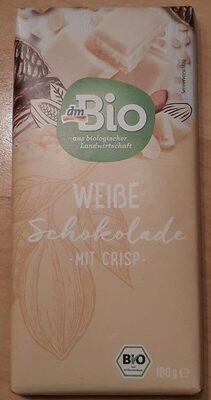 dm
Bio
aus biologischer
Landwirtschaft
WEIßE
Schokolade
-MIT CRISP-
100 g e
BIO